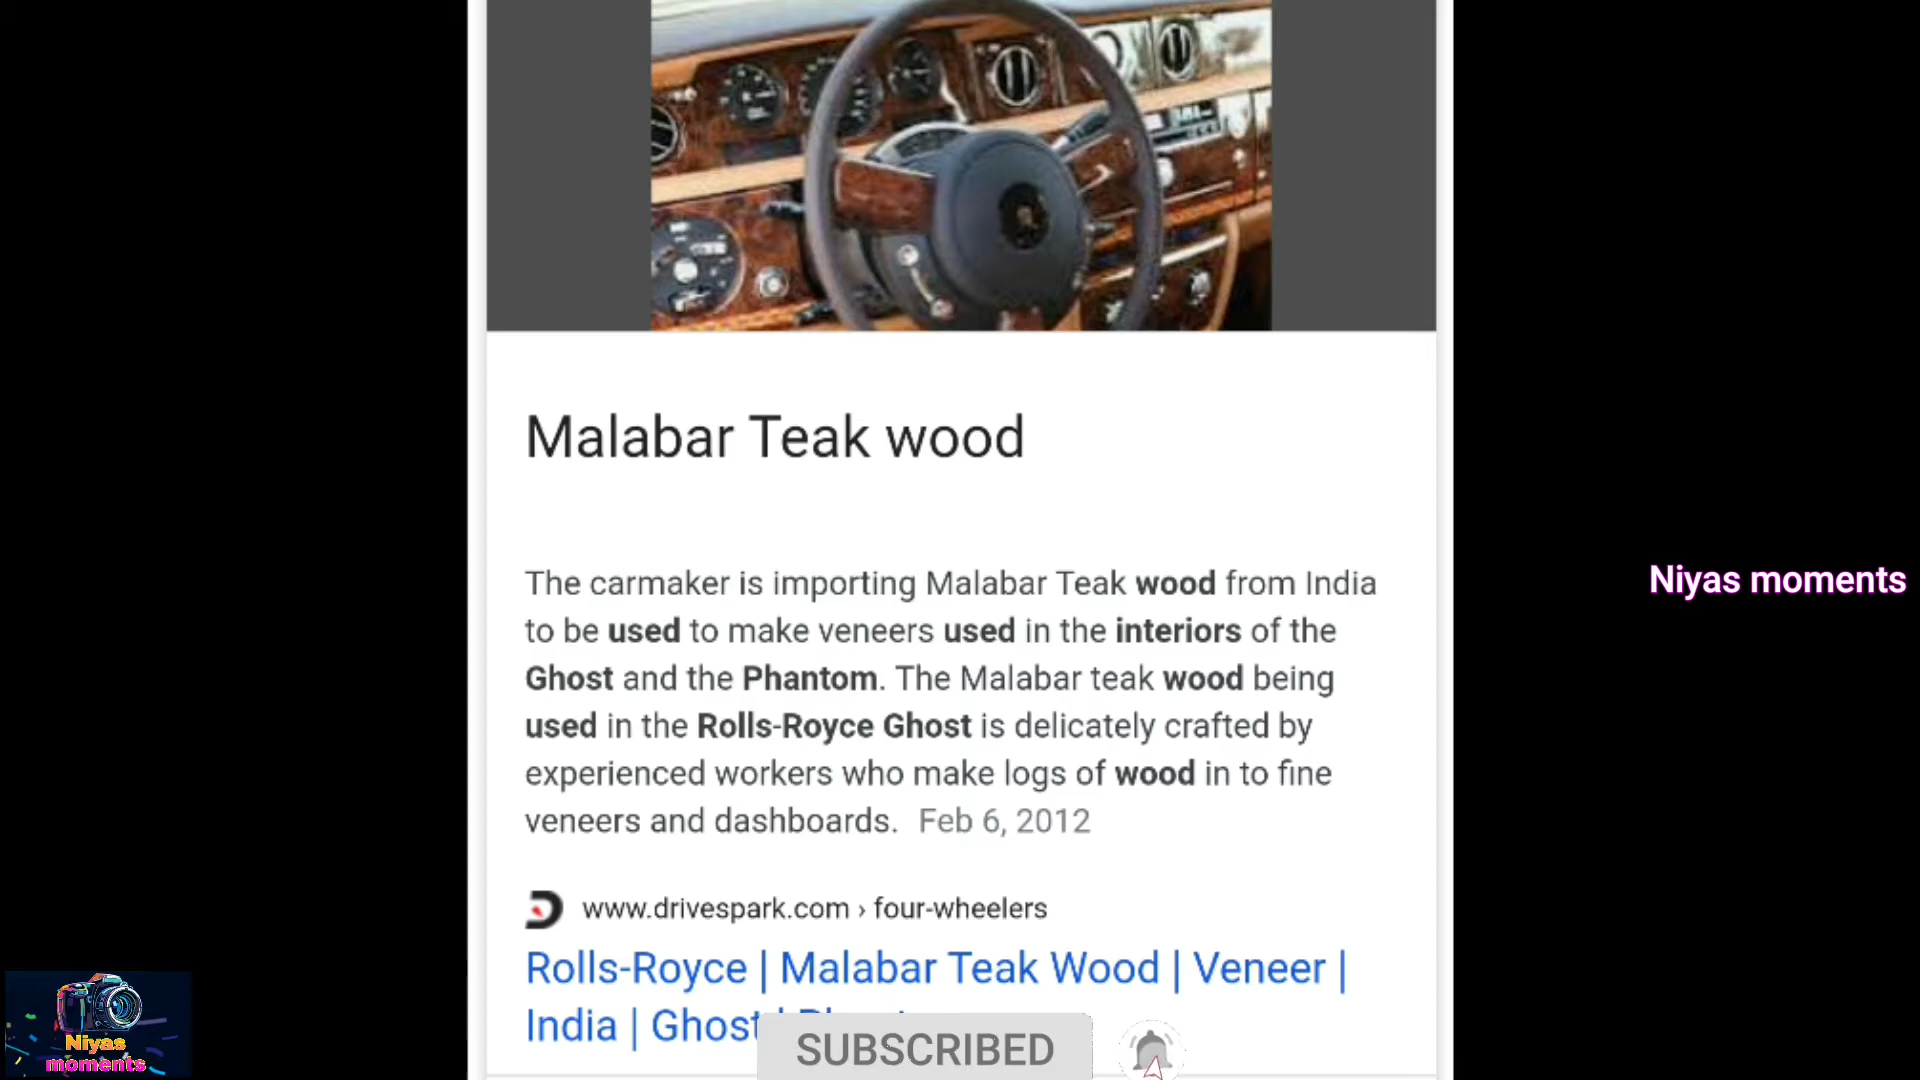 Malabar Teak wood
The carmaker is importing Malabar Teak wood from India
to be used to make veneers used in the interiors of the
Ghost and the Phantom. The Malabar teak wood being
used in the Rolls-Royce Ghost is delicately crafted by
experienced workers who make logs of wood in to fine
veneers and dashboards. Feb 6, 2012
www.drivespark.com › four-wheelers
Rolls-Royce | Malabar Teak Wood | Veneer |
India | Ghost |
SUBSCRIBED
Niyas moments
Niyas
moments